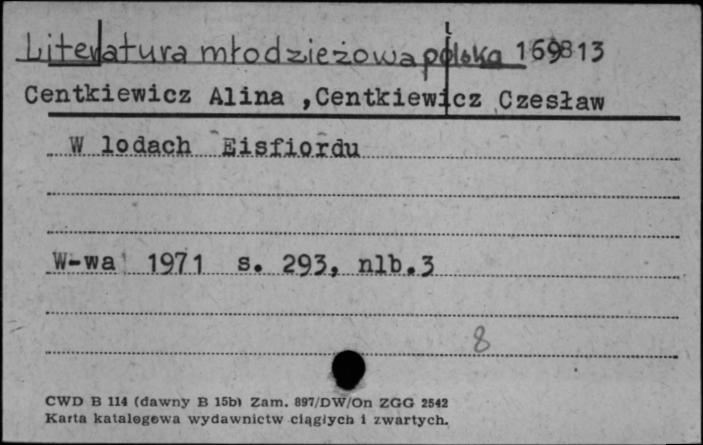 Literatura młodzieżowa polska 169813
Centkiewicz Alina ,Centkiewicz Czesław
W lodach Eisfiordu
W-wa 1971 s. 293, nlb.3
8
CWD B 114 (dawny B 15b) Zam. 897/DW/On ZGG 2542
Karta katalogowa wydawnictw ciągłych i zwartych.